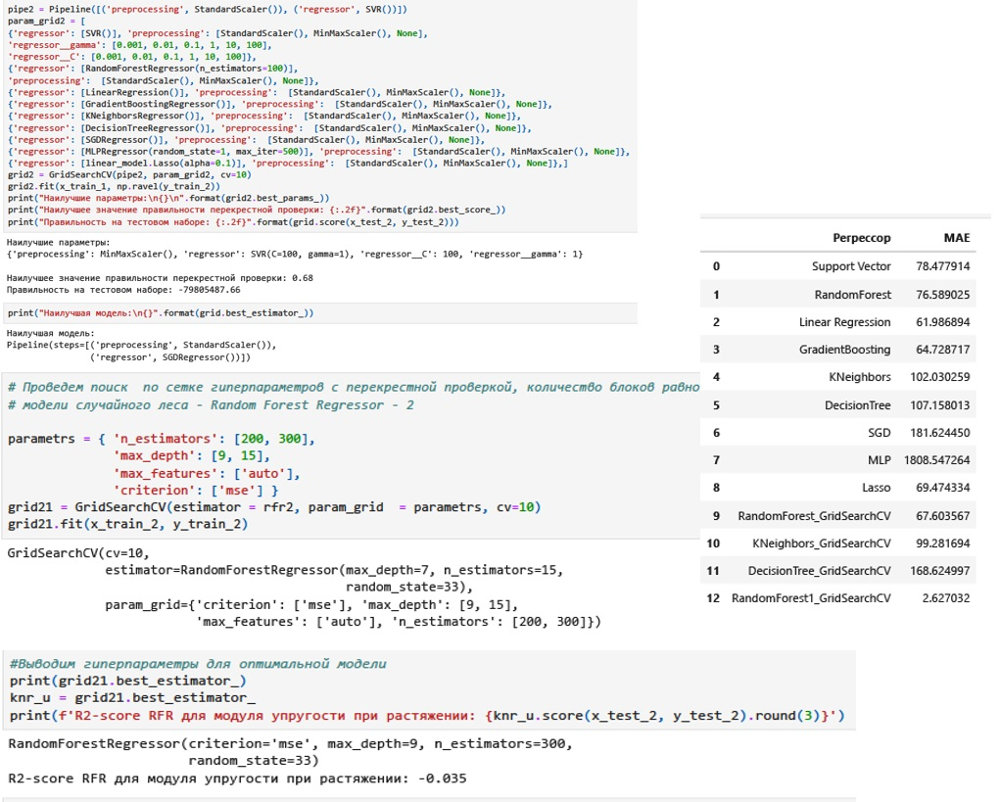 pipe2 = Pipeline([('preprocessing', StandardScaler()), ('regressor', SVR())])
param_grid2 = [
{'regressor': [SVR()], 'preprocessing': [StandardScaler(), MinMaxScaler(), None],
'regressor__gamma': [0.001, 0.01, 0.1, 1, 10, 100],
'regressor__C': [0.001, 0.01, 0.1, 1, 10, 100]},
{'regressor': [RandomForestRegressor(n_estimators=100)],
'preprocessing': [StandardScaler(), MinMaxScaler(), None]},
{'regressor': [LinearRegression()], 'preprocessing': [StandardScaler(), MinMaxScaler(), None]},
{'regressor': [GradientBoostingRegressor()], 'preprocessing': [StandardScaler(), MinMaxScaler(), None]},
{'regressor': [KNeighborsRegressor()], 'preprocessing': [StandardScaler(), MinMaxScaler(), None]},
{'regressor': [DecisionTreeRegressor()], 'preprocessing': [StandardScaler(), MinMaxScaler(), None]},
{'regressor': [SGDRegressor()], 'preprocessing': [StandardScaler(), MinMaxScaler(), None]},
{'regressor': [MLPRegressor(random_state=1, max_iter=500)], 'preprocessing': [StandardScaler(), MinMaxScaler(), None]},
{'regressor': [linear_model.Lasso(alpha=0.1)], 'preprocessing': [StandardScaler(), MinMaxScaler(), None]},]
grid2 = GridSearchCV(pipe2, param_grid2, cv=10)
grid2.fit(x_train_1, np.ravel(y_train_2))
print("Наилучшие параметры:\n{}\n".format(grid2.best_params_))
print("Наилучшее значение правильности перекрестной проверки: {:.2f}".format(grid2.best_score_))
print("Правильность на тестовом наборе: {:.2f}".format(grid.score(x_test_2, y_test_2)))
Наилучшие параметры:
{'preprocessing': MinMaxScaler(), 'regressor': SVR(C=100, gamma=1), 'regressor__C': 100, 'regressor__gamma': 1}
Наилучшее значение правильности перекрестной проверки: 0.68
Правильность на тестовом наборе: -79805487.66
print("Наилучшая модель:\n{}".format(grid.best_estimator_))
Наилучшая модель:
Pipeline(steps=[('preprocessing', StandardScaler()),
('regressor', SGDRegressor())])
# Проведем поиск по сетке гиперпараметров с перекрестной проверкой, количество блоков равно
# модели случайного леса - Random Forest Regressor - 2
parametrs = { 'n_estimators': [200, 300],
'max_depth': [9, 15],
'max_features': ['auto'],
'criterion': ['mse'] }
grid21 = GridSearchCV(estimator = rfr2, param_grid = parametrs, cv=10)
grid21.fit(x_train_2, y_train_2)
GridSearchCV(cv=10,
estimator=RandomForestRegressor(max_depth=7, n_estimators=15,
random_state=33),
param_grid={'criterion': ['mse'], 'max_depth': [9, 15],
'max_features': ['auto'], 'n_estimators': [200, 300]})
#Выводим гиперпараметры для оптимальной модели
print(grid21.best_estimator_)
knr_u = grid21.best_estimator_
print(f'R2-score RFR для модуля упругости при растяжении: {knr_u.score(x_test_2, y_test_2).round(3)}')
RandomForestRegressor(criterion='mse', max_depth=9, n_estimators=300,
random_state=33)
R2-score RFR для модуля упругости при растяжении: -0.035
Регрессор MAE
0 Support Vector 78.477914
1 RandomForest 76.589025
2 Linear Regression 61.986894
3 GradientBoosting 64.728717
4 KNeighbors 102.030259
5 DecisionTree 107.158013
6 SGD 181.624450
7 MLP 1808.547264
8 Lasso 69.474334
9 RandomForest_GridSearchCV 67.603567
10 KNeighbors_GridSearchCV 99.281694
11 DecisionTree_GridSearchCV 168.624997
12 RandomForest1_GridSearchCV 2.627032